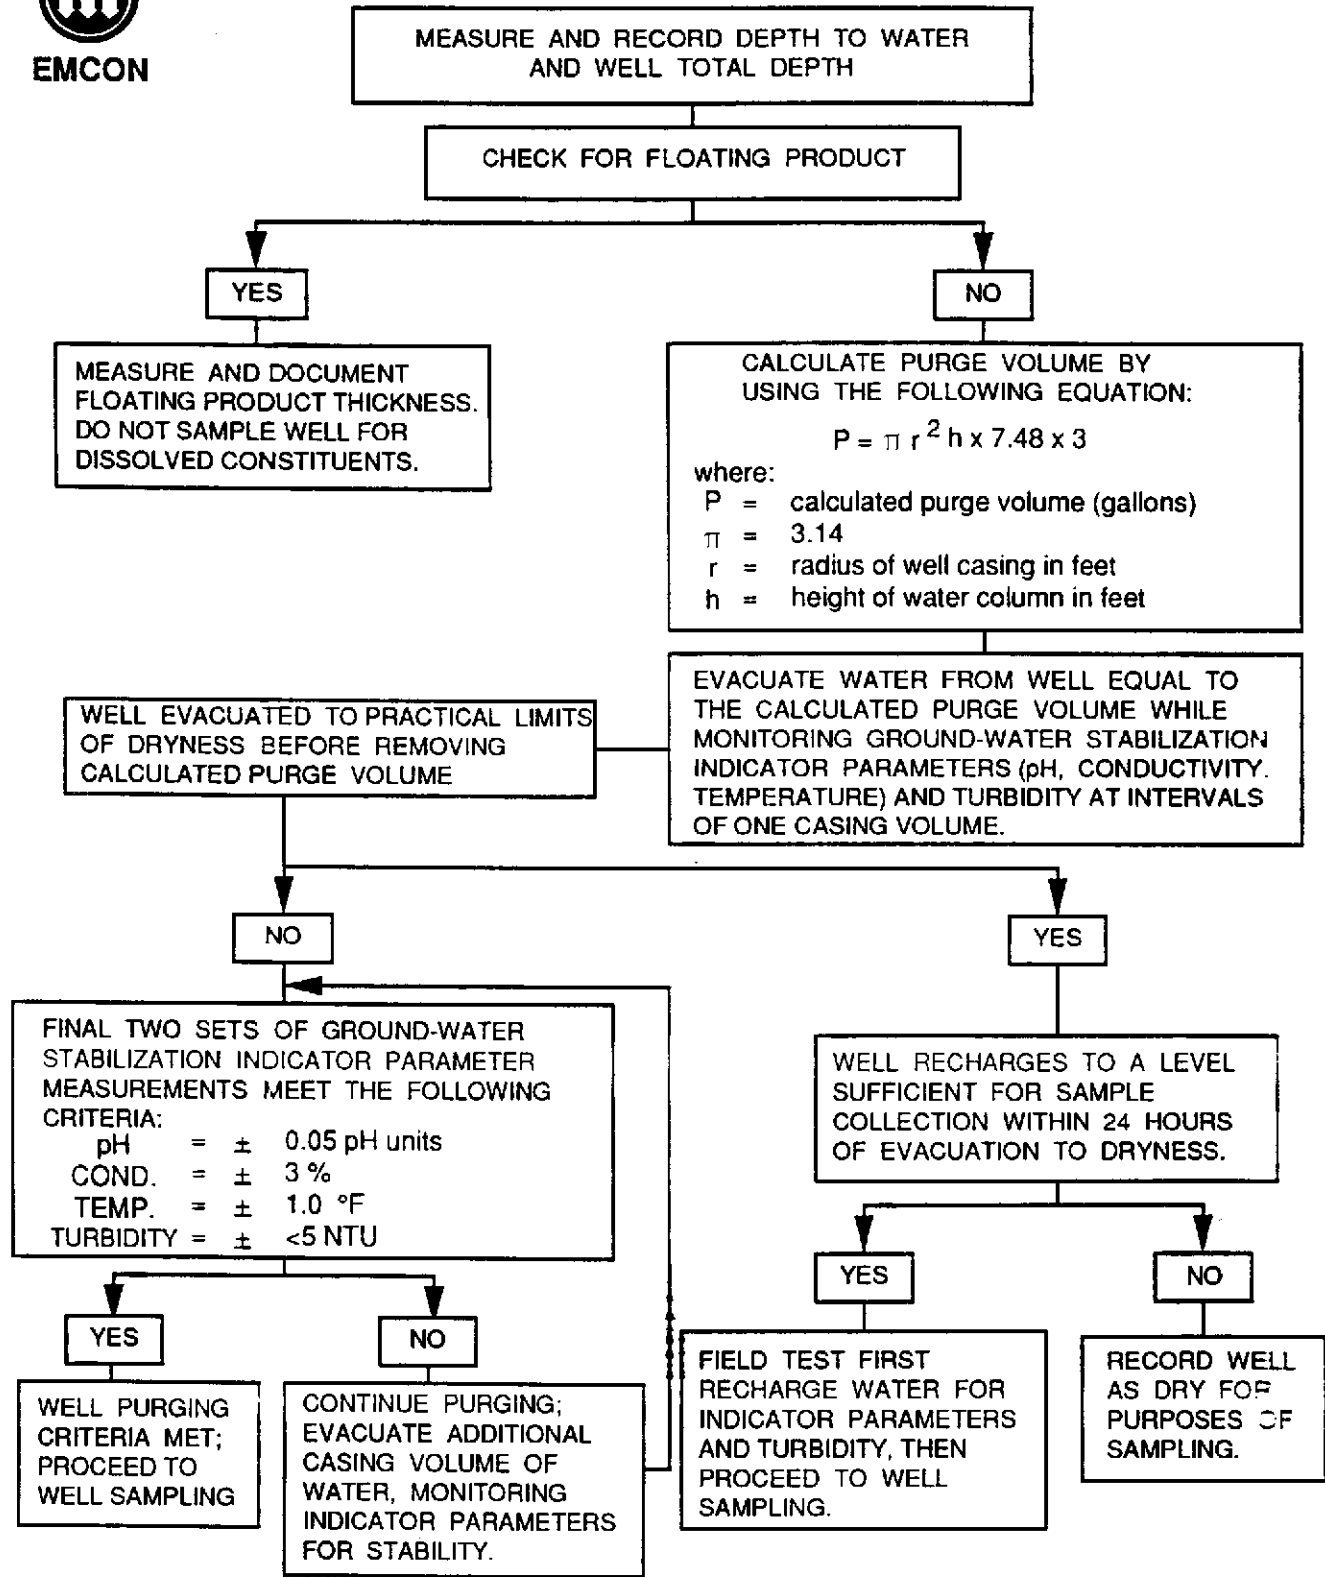 EMCON
MEASURE AND RECORD DEPTH TO WATER
AND WELL TOTAL DEPTH
CHECK FOR FLOATING PRODUCT
YES
NO
MEASURE AND DOCUMENT
FLOATING PRODUCT THICKNESS.
DO NOT SAMPLE WELL FOR
DISSOLVED CONSTITUENTS.
CALCULATE PURGE VOLUME BY
USING THE FOLLOWING EQUATION:
P = π r² h x 7.48 x 3
where:
P = calculated purge volume (gallons)
π = 3.14
r = radius of well casing in feet
h = height of water column in feet
EVACUATE WATER FROM WELL EQUAL TO
THE CALCULATED PURGE VOLUME WHILE
MONITORING GROUND-WATER STABILIZATION
INDICATOR PARAMETERS (pH, CONDUCTIVITY.
TEMPERATURE) AND TURBIDITY AT INTERVALS
OF ONE CASING VOLUME.
WELL EVACUATED TO PRACTICAL LIMITS
OF DRYNESS BEFORE REMOVING
CALCULATED PURGE VOLUME
NO
YES
FINAL TWO SETS OF GROUND-WATER
STABILIZATION INDICATOR PARAMETER
MEASUREMENTS MEET THE FOLLOWING
CRITERIA:
pH = ± 0.05 pH units
COND. = ± 3 %
TEMP. = ± 1.0 °F
TURBIDITY = ± <5 NTU
WELL RECHARGES TO A LEVEL
SUFFICIENT FOR SAMPLE
COLLECTION WITHIN 24 HOURS
OF EVACUATION TO DRYNESS.
YES
NO
YES
NO
WELL PURGING
CRITERIA MET;
PROCEED TO
WELL SAMPLING
CONTINUE PURGING;
EVACUATE ADDITIONAL
CASING VOLUME OF
WATER, MONITORING
INDICATOR PARAMETERS
FOR STABILITY.
FIELD TEST FIRST
RECHARGE WATER FOR
INDICATOR PARAMETERS
AND TURBIDITY, THEN
PROCEED TO WELL
SAMPLING.
RECORD WELL
AS DRY FOR
PURPOSES OF
SAMPLING.